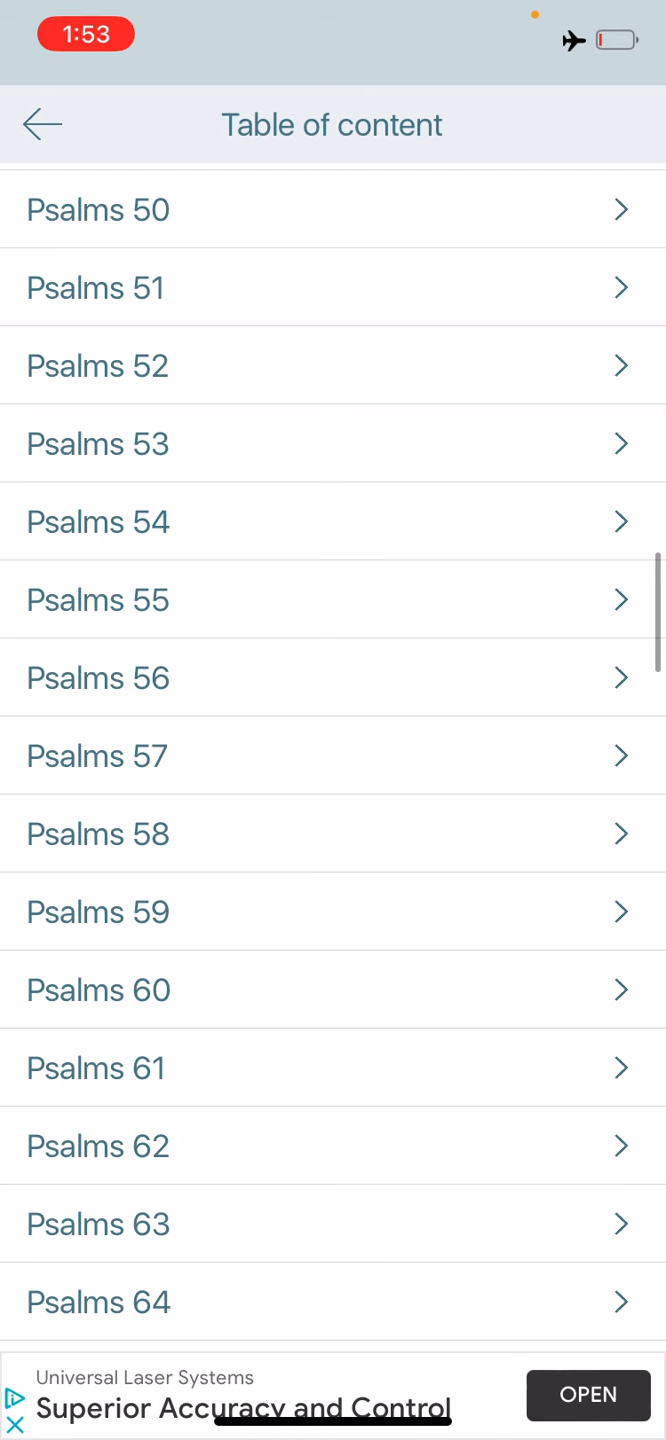 1:53
Table of content
Psalms 50
Psalms 51
Psalms 52
Psalms 53
Psalms 54
Psalms 55
Psalms 56
Psalms 57
Psalms 58
Psalms 59
Psalms 60
Psalms 61
Psalms 62
Psalms 63
Psalms 64
Universal Laser Systems
Superior Accuracy and Control
OPEN